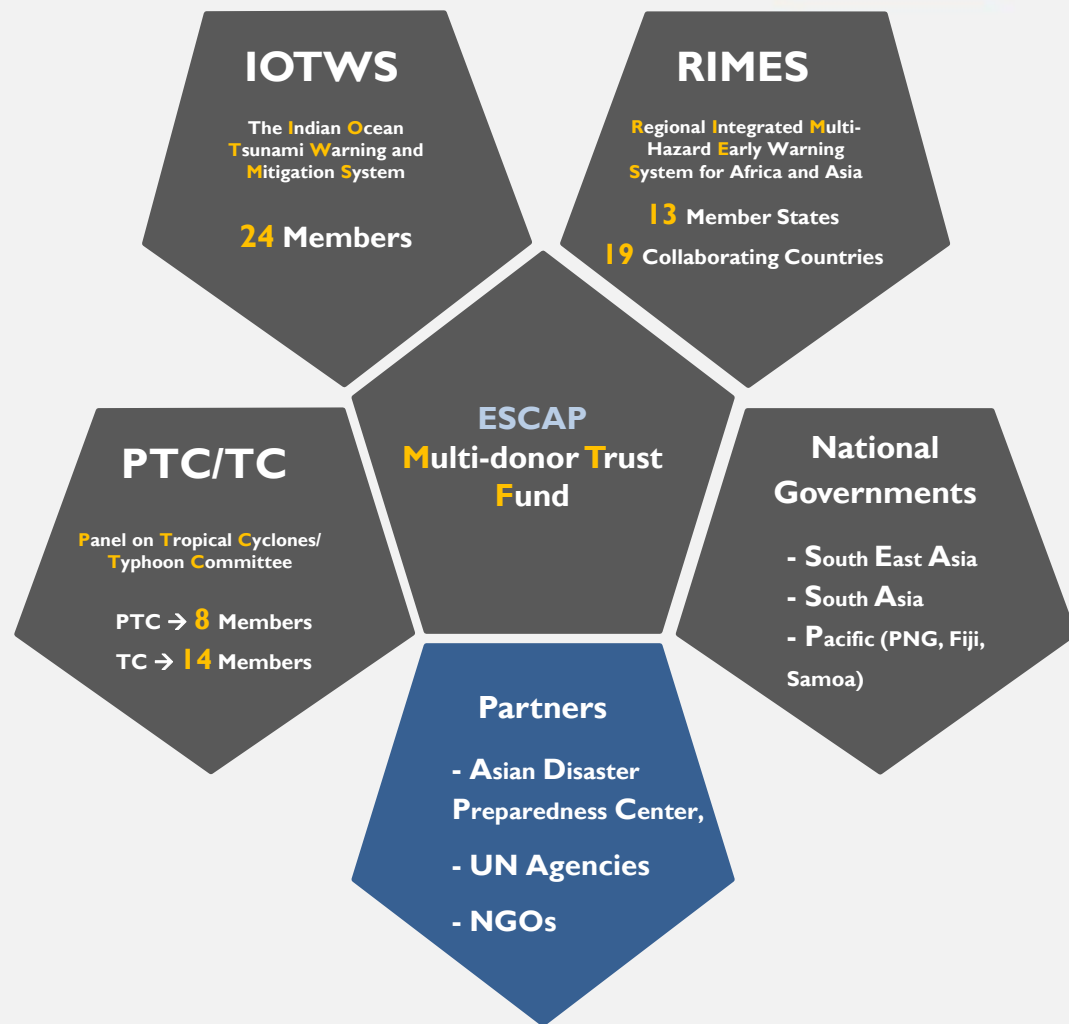 IOTWS
The Indian Ocean
Tsunami Warning and
Mitigation System
24 Members
RIMES
Regional Integrated Multi-
Hazard Early Warning
System for Africa and Asia
13 Member States
19 Collaborating Countries
ESCAP
Multi-donor Trust
Fund
PTC/TC
Panel on Tropical Cyclones/
Typhoon Committee
PTC → 8 Members
TC → 14 Members
National
Governments
- South East Asia
- South Asia
- Pacific (PNG, Fiji,
Samoa)
Partners
- Asian Disaster
Preparedness Center,
- UN Agencies
- NGOs